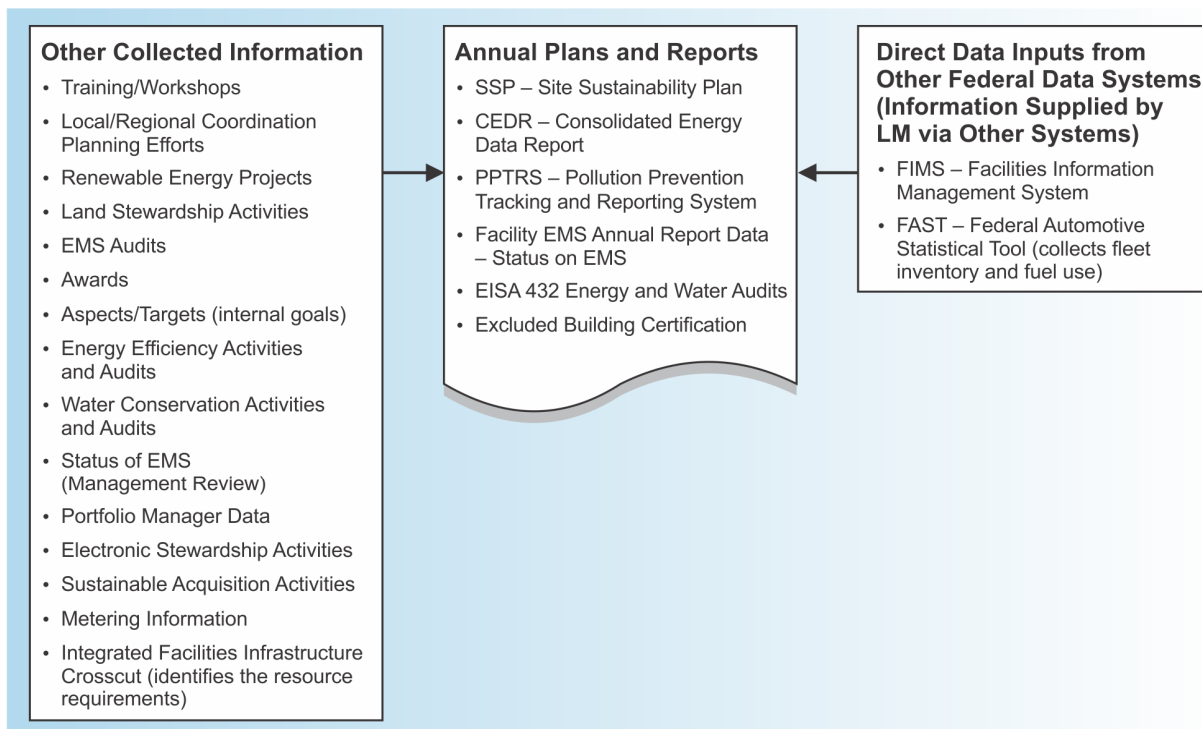 Other Collected Information
• Training/Workshops
• Local/Regional Coordination
Planning Efforts
• Renewable Energy Projects
• Land Stewardship Activities
• EMS Audits
• Awards
• Aspects/Targets (internal goals)
• Energy Efficiency Activities
and Audits
• Water Conservation Activities
and Audits
• Status of EMS
(Management Review)
• Portfolio Manager Data
• Electronic Stewardship Activities
• Sustainable Acquisition Activities
• Metering Information
• Integrated Facilities Infrastructure
Crosscut (identifies the resource
requirements)
Annual Plans and Reports
• SSP – Site Sustainability Plan
• CEDR – Consolidated Energy
Data Report
• PPTRS – Pollution Prevention
Tracking and Reporting System
• Facility EMS Annual Report Data
– Status on EMS
• EISA 432 Energy and Water Audits
• Excluded Building Certification
Direct Data Inputs from
Other Federal Data Systems
(Information Supplied by
LM via Other Systems)
• FIMS – Facilities Information
Management System
• FAST – Federal Automotive
Statistical Tool (collects fleet
inventory and fuel use)